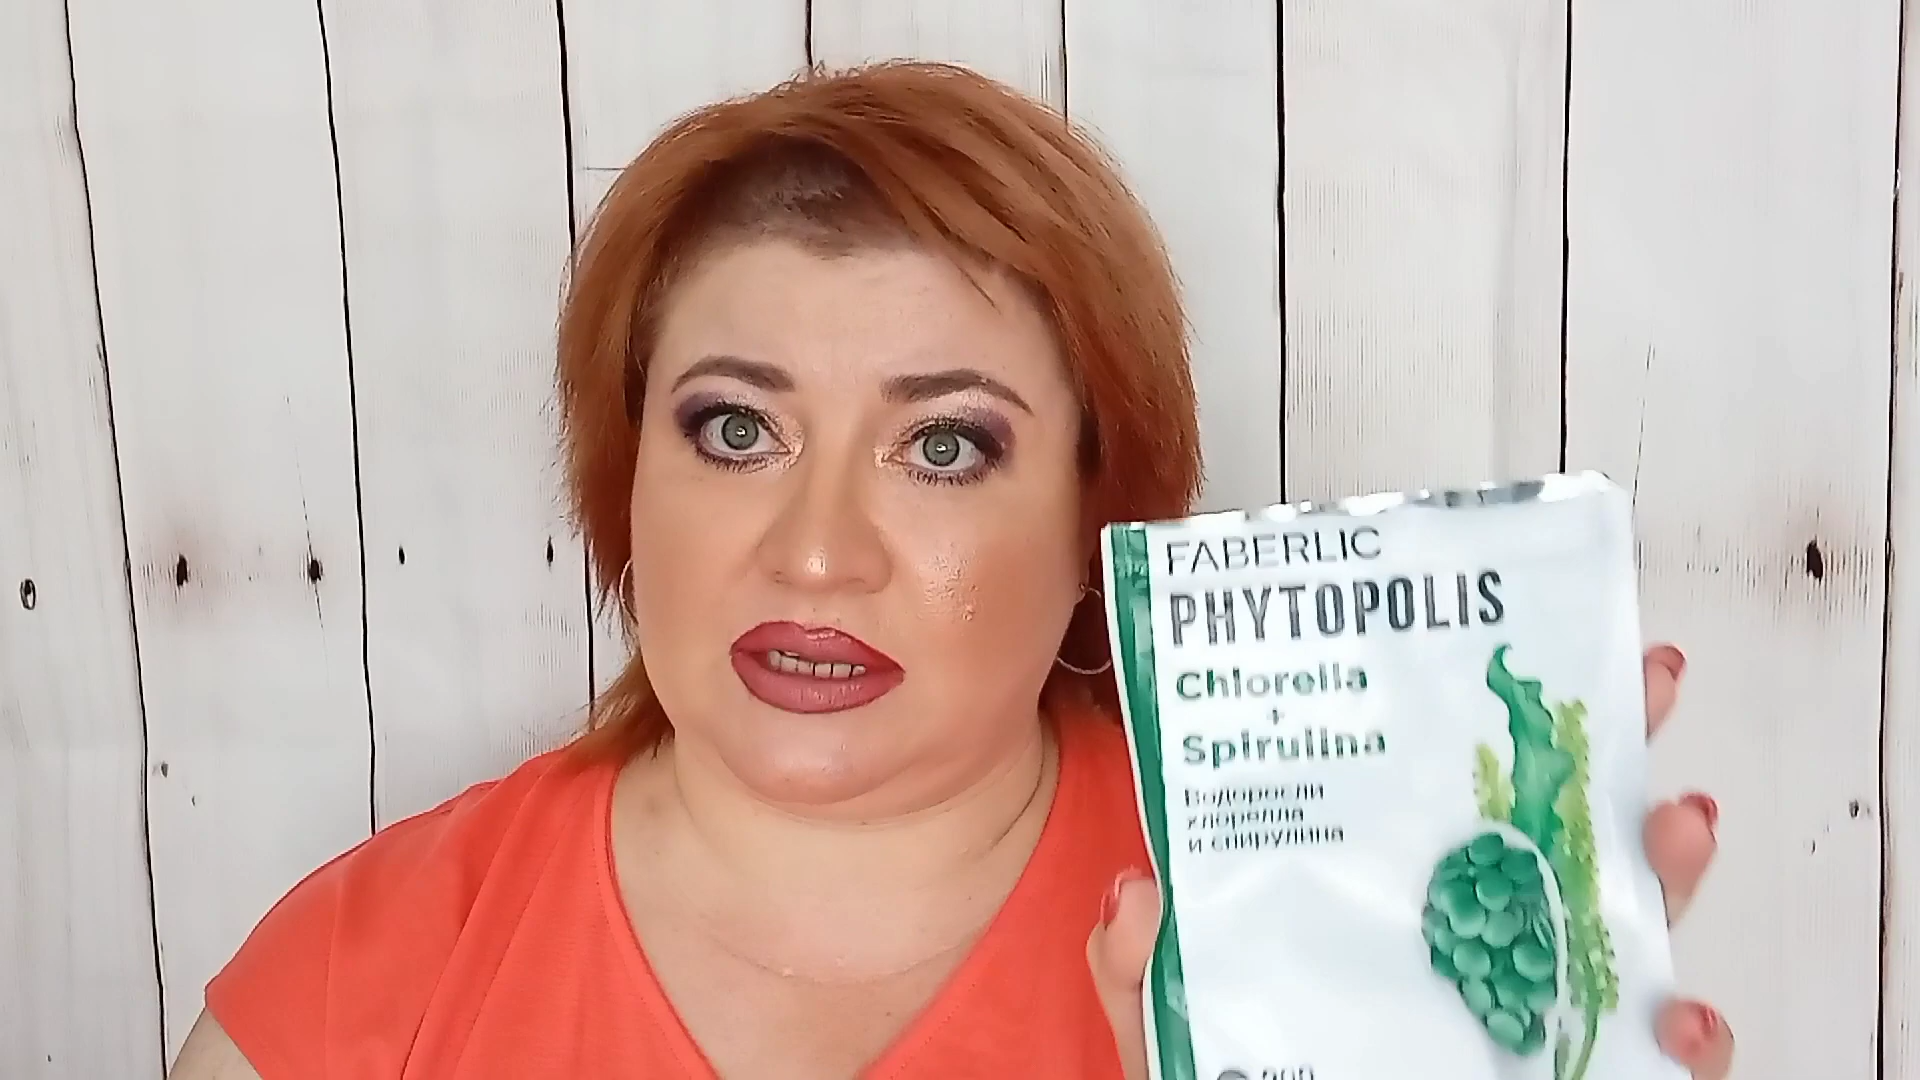 FABERLIC
PHYTOPOLIS
Chlorella
+
Spirulina
Водоросли
хлорелла
и спирулина